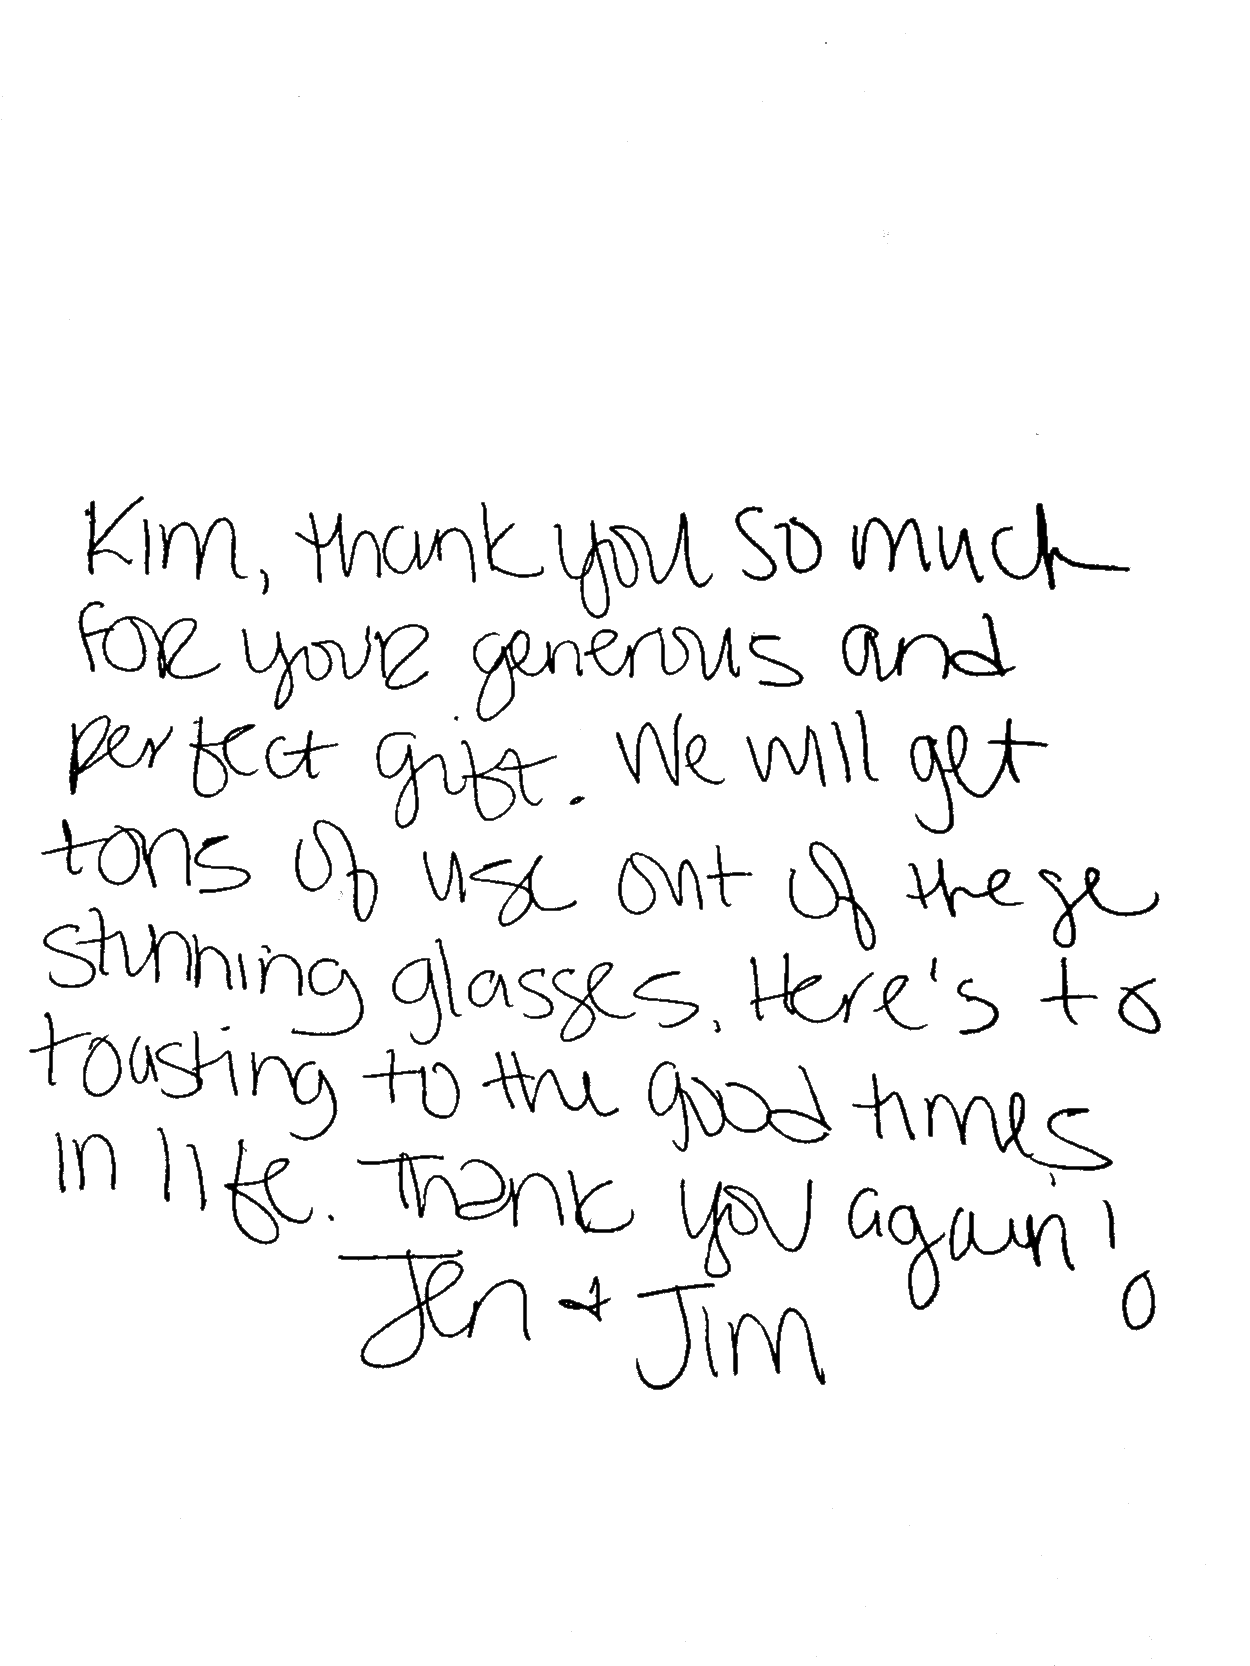 Kim, thank you so much
for your generous and
perfect gift. We will get
tons of use out of these
stunning glasses. Here's to
toasting to the good times
in life. Thank you again!
Jen + Jim